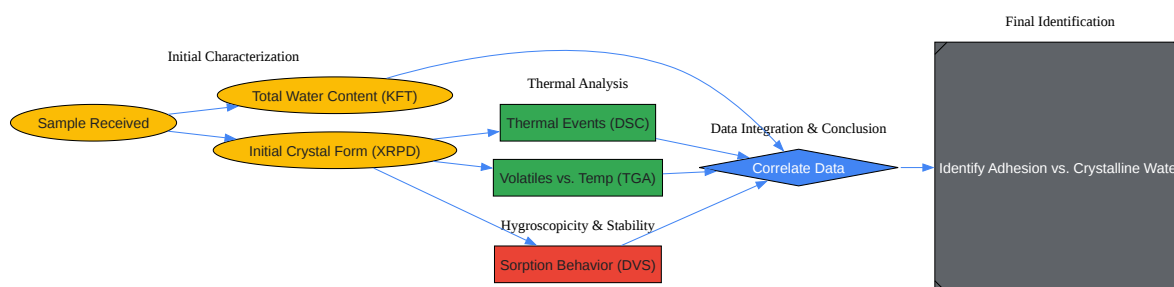 Final Identification
Initial Characterization
Total Water Content (KFT)
Thermal Analysis
Sample Received
Thermal Events (DSC)
Data Integration & Conclusion
Initial Crystal Form (XRPD)
Correlate Data
Identify Adhesion vs. Crystalline Wate
Volatiles vs. Temp (TGA)
Hygroscopicity & Stability
Sorption Behavior (DVS)